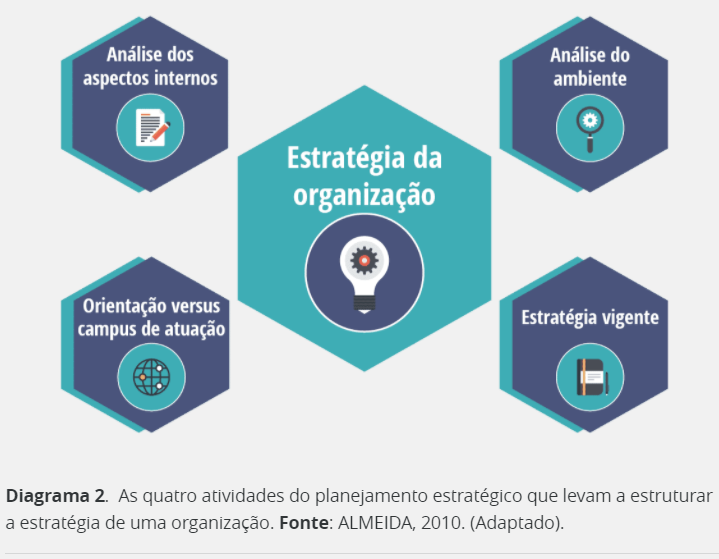 Análise dos
aspectos internos
Análise do
ambiente
Estratégia da
organização
Orientação versus
campus de atuação
Estratégia vigente
Diagrama 2. As quatro atividades do planejamento estratégico que levam a estruturar
a estratégia de uma organização. Fonte: ALMEIDA, 2010. (Adaptado).